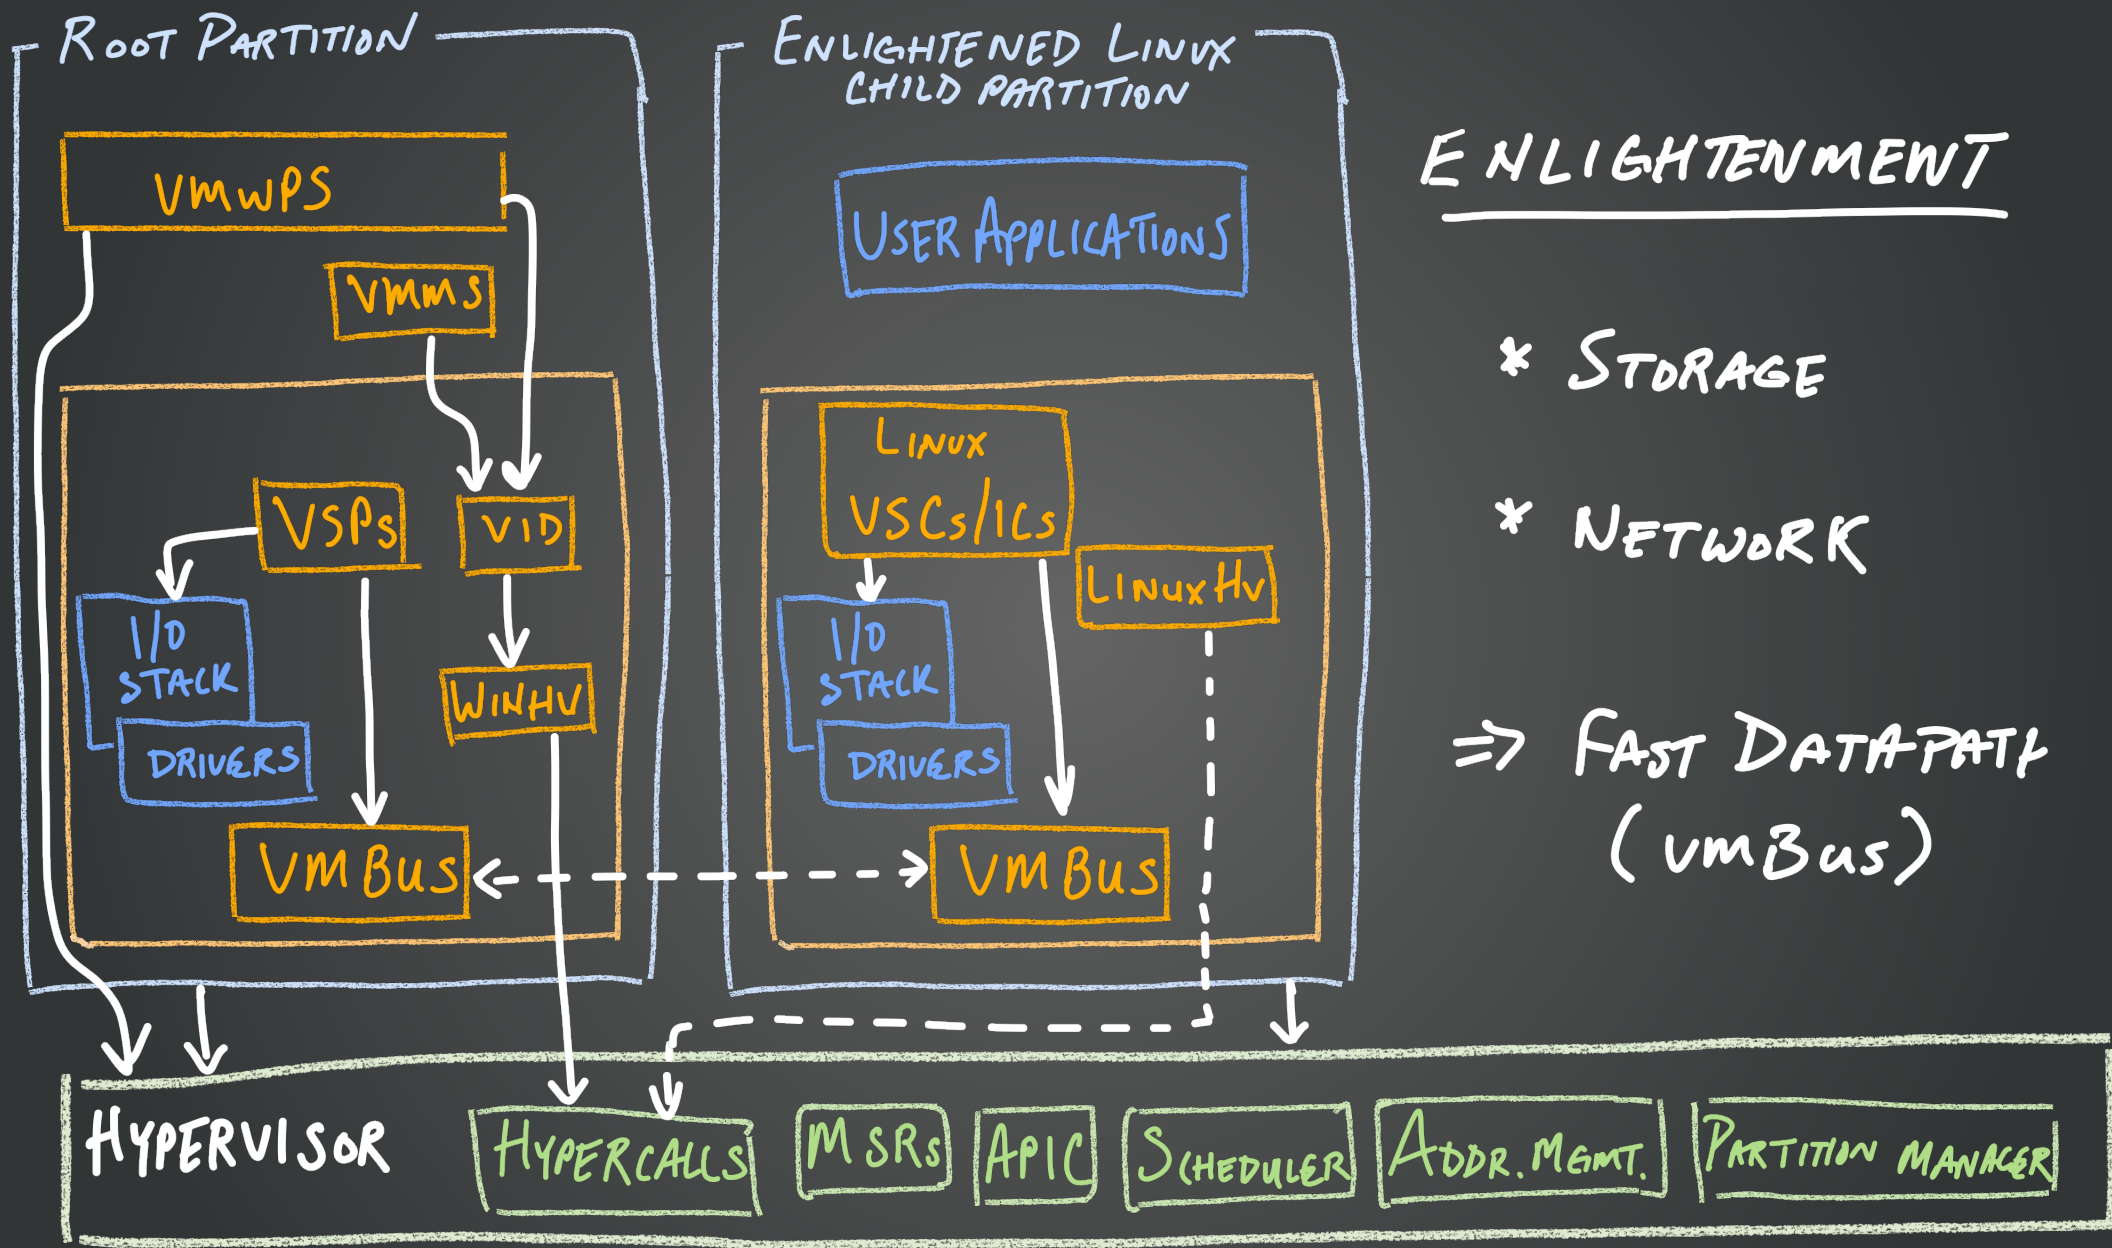 ROOT PARTITION
VMWPS
VMMS
VSPs
VID
I/O
STACK
DRIVERS
WINHV
VMBUS
ENLIGHTENED LINUX
CHILD PARTITION
USER APPLICATIONS
LINUX
VSCs/ICs
LINUXHV
I/O
STACK
DRIVERS
VMBUS
ENLIGHTENMENT
* STORAGE
* NETWORK
⇒ FAST DATAPATH
(VMBUS)
HYPERVISOR
HYPERCALLS
MSRs
APIC
SCHEDULER
ADDR. MGMT.
PARTITION MANAGER